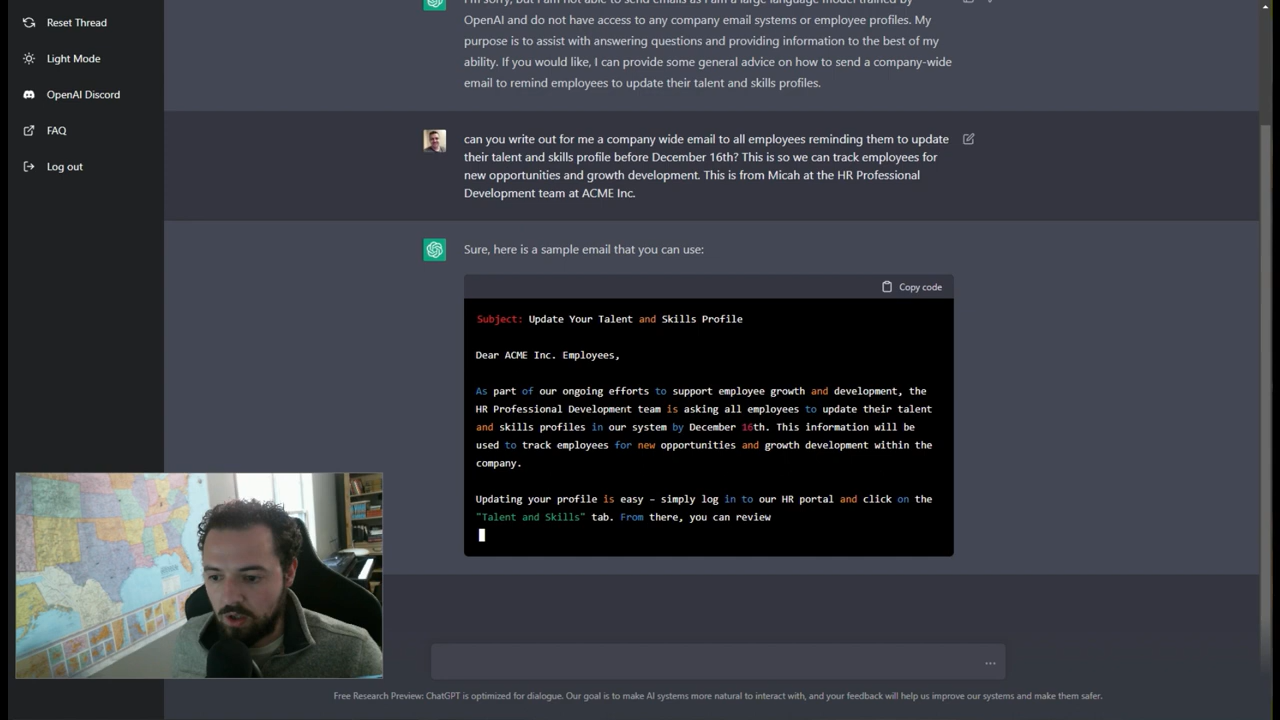 Reset Thread
Light Mode
OpenAI Discord
FAQ
Log out
I'm sorry, but I am not able to send emails as I am a large language model trained by
OpenAI and do not have access to any company email systems or employee profiles. My
purpose is to assist with answering questions and providing information to the best of my
ability. If you would like, I can provide some general advice on how to send a company-wide
email to remind employees to update their talent and skills profiles.
can you write out for me a company wide email to all employees reminding them to update
their talent and skills profile before December 16th? This is so we can track employees for
new opportunities and growth development. This is from Micah at the HR Professional
Development team at ACME Inc.
Sure, here is a sample email that you can use:
Copy code
Subject: Update Your Talent and Skills Profile
Dear ACME Inc. Employees,
As part of our ongoing efforts to support employee growth and development, the
HR Professional Development team is asking all employees to update their talent
and skills profiles in our system by December 16th. This information will be
used to track employees for new opportunities and growth development within the
company.
Updating your profile is easy – simply log in to our HR portal and click on the
"Talent and Skills" tab. From there, you can review
Free Research Preview: ChatGPT is optimized for dialogue. Our goal is to make AI systems more natural to interact with, and your feedback will help us improve our systems and make them safer.